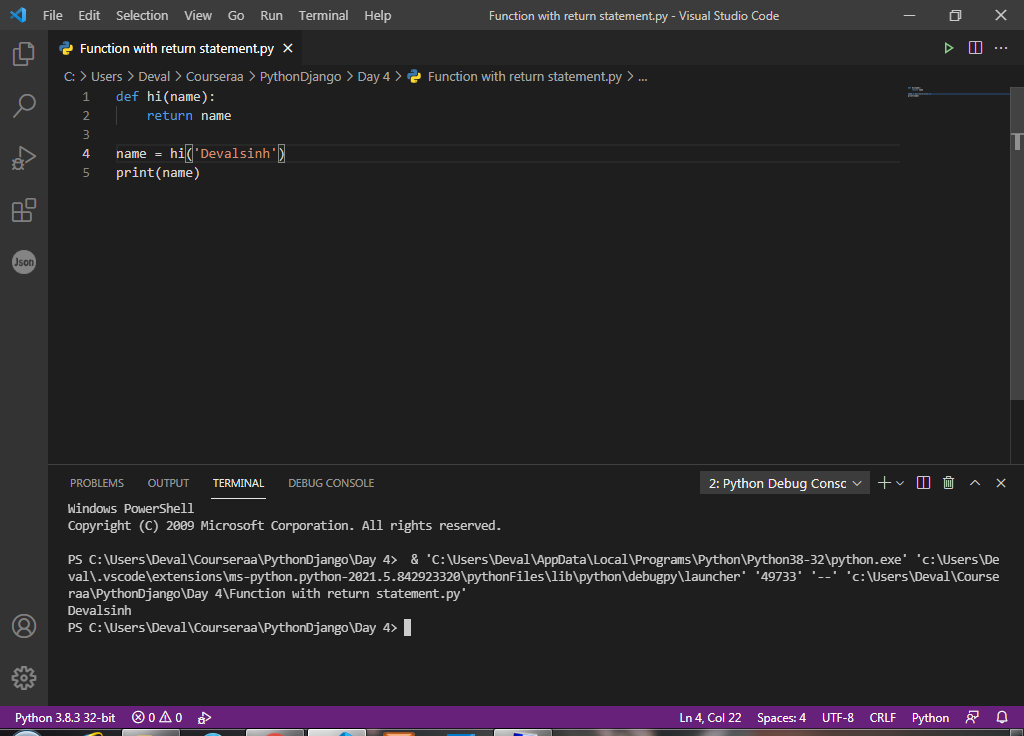 File Edit Selection View Go Run Terminal Help Function with return statement.py - Visual Studio Code
Function with return statement.py
C: > Users > Deval > Courseraa > PythonDjango > Day 4 > Function with return statement.py > ...
1 def hi(name):
2 return name
3
4 name = hi('Devalsinh')
5 print(name)
Json
PROBLEMS OUTPUT TERMINAL DEBUG CONSOLE 2: Python Debug Consc
Windows PowerShell
Copyright (C) 2009 Microsoft Corporation. All rights reserved.
PS C:\Users\Deval\Courseraa\PythonDjango\Day 4> & 'C:\Users\Deval\AppData\Local\Programs\Python\Python38-32\python.exe' 'c:\Users\De
val\.vscode\extensions\ms-python.python-2021.5.842923320\pythonFiles\lib\python\debugpy\launcher' '49733' '--' 'c:\Users\Deval\Course
raa\PythonDjango\Day 4\Function with return statement.py'
Devalsinh
PS C:\Users\Deval\Courseraa\PythonDjango\Day 4>
Python 3.8.3 32-bit 0 0 Ln 4, Col 22 Spaces: 4 UTF-8 CRLF Python